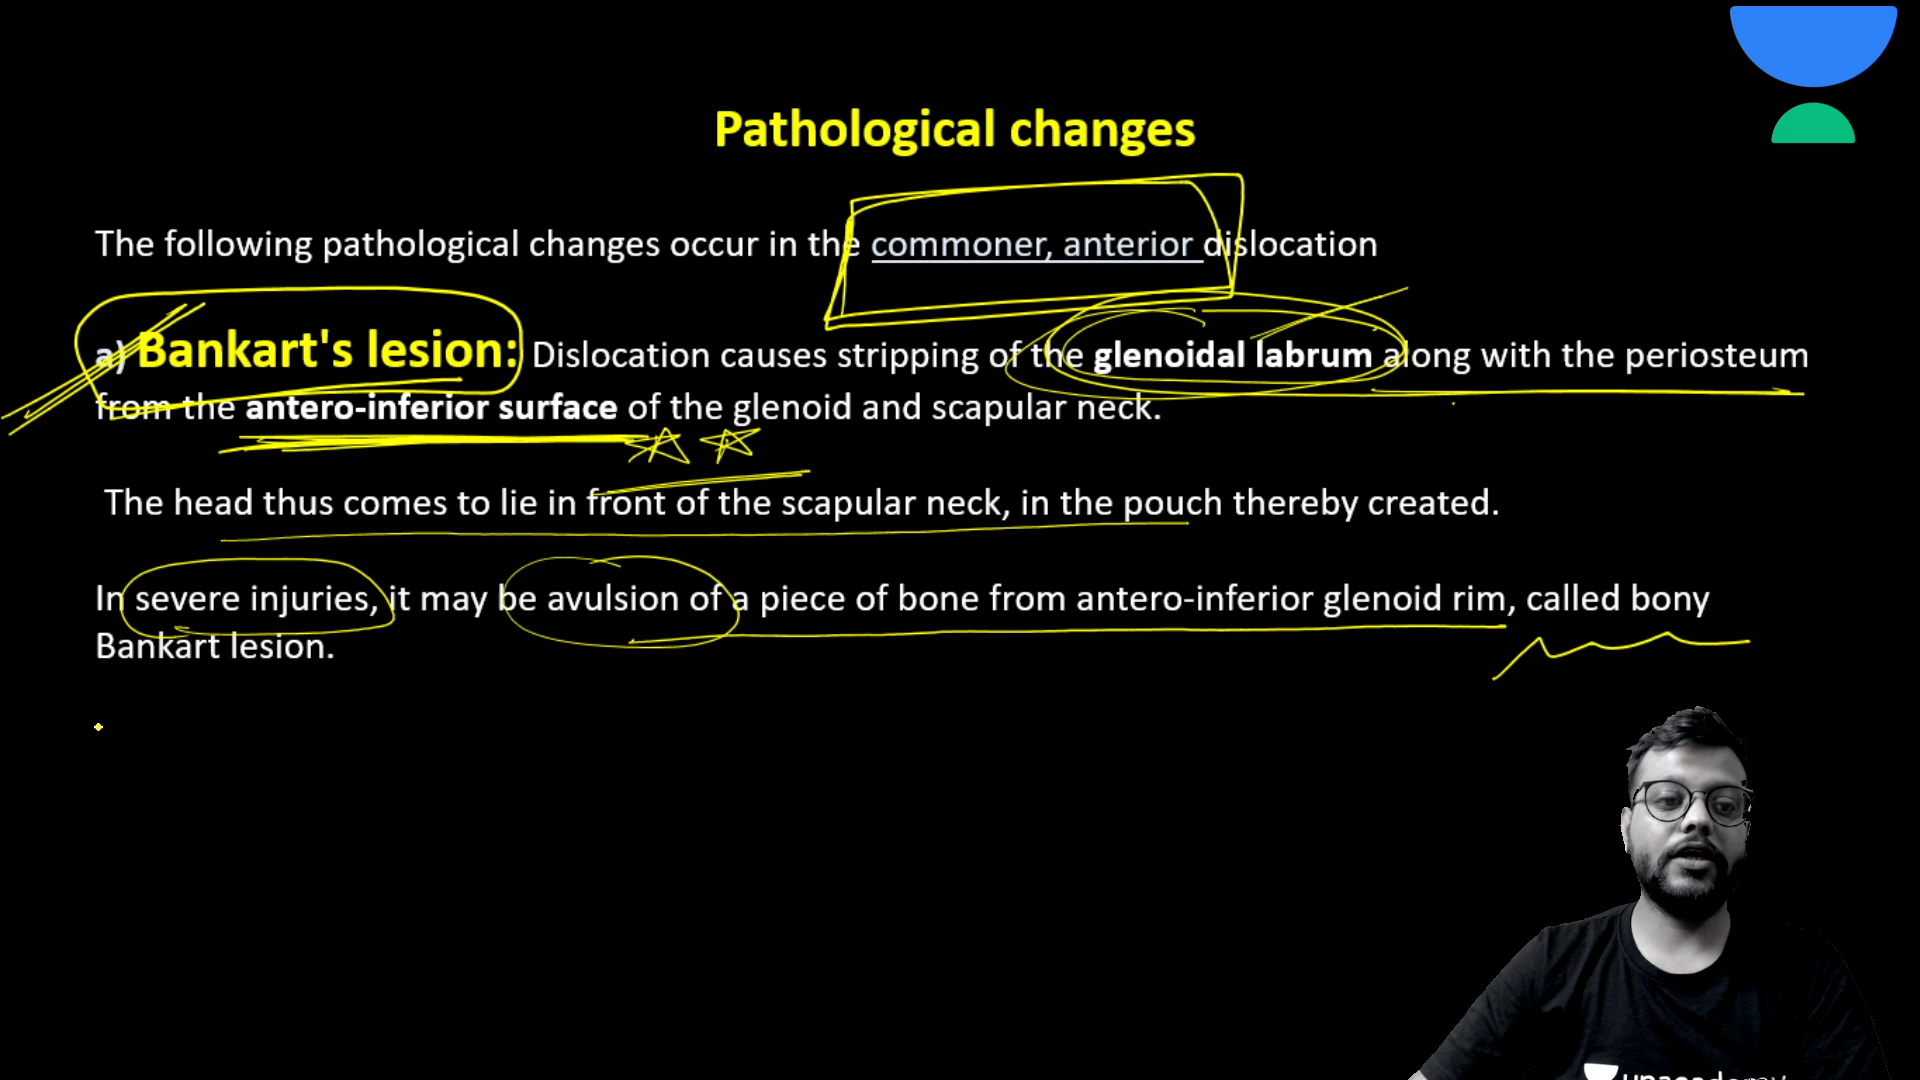 Pathological changes
The following pathological changes occur in the commoner, anterior dislocation
a) Bankart's lesion: Dislocation causes stripping of the glenoidal labrum along with the periosteum
from the antero-inferior surface of the glenoid and scapular neck.
The head thus comes to lie in front of the scapular neck, in the pouch thereby created.
In severe injuries, it may be avulsion of a piece of bone from antero-inferior glenoid rim, called bony
Bankart lesion.